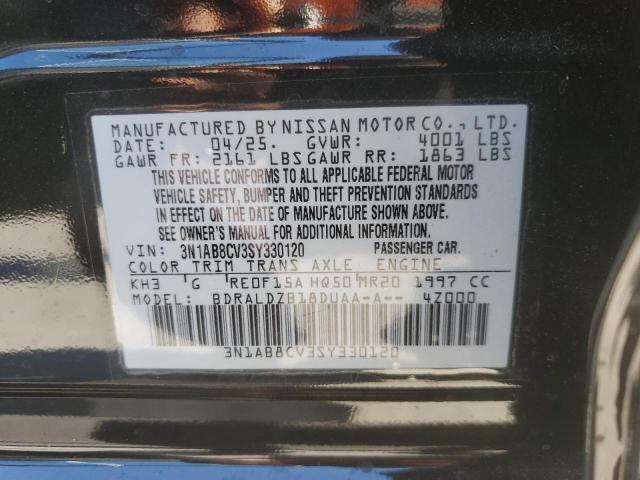 MANUFACTURED BY NISSAN MOTOR CO., LTD.
DATE: 04/25. GVWR: 4001 LBS
GAWR FR: 2161 LBS GAWR RR: 1863 LBS
THIS VEHICLE CONFORMS TO ALL APPLICABLE FEDERAL MOTOR
VEHICLE SAFETY, BUMPER AND THEFT PREVENTION STANDARDS
IN EFFECT ON THE DATE OF MANUFACTURE SHOWN ABOVE.
SEE OWNER'S MANUAL FOR ADDITIONAL INFORMATION.
VIN: 3N1AB8CV3SY330120 PASSENGER CAR.
COLOR TRIM TRANS AXLE ENGINE
KH3 G RE0F15A HQ50 MR20 1997 CC
MODEL: BDRALDZB18DUAA-A-- 4Z000
3N1AB8CV3SY330120